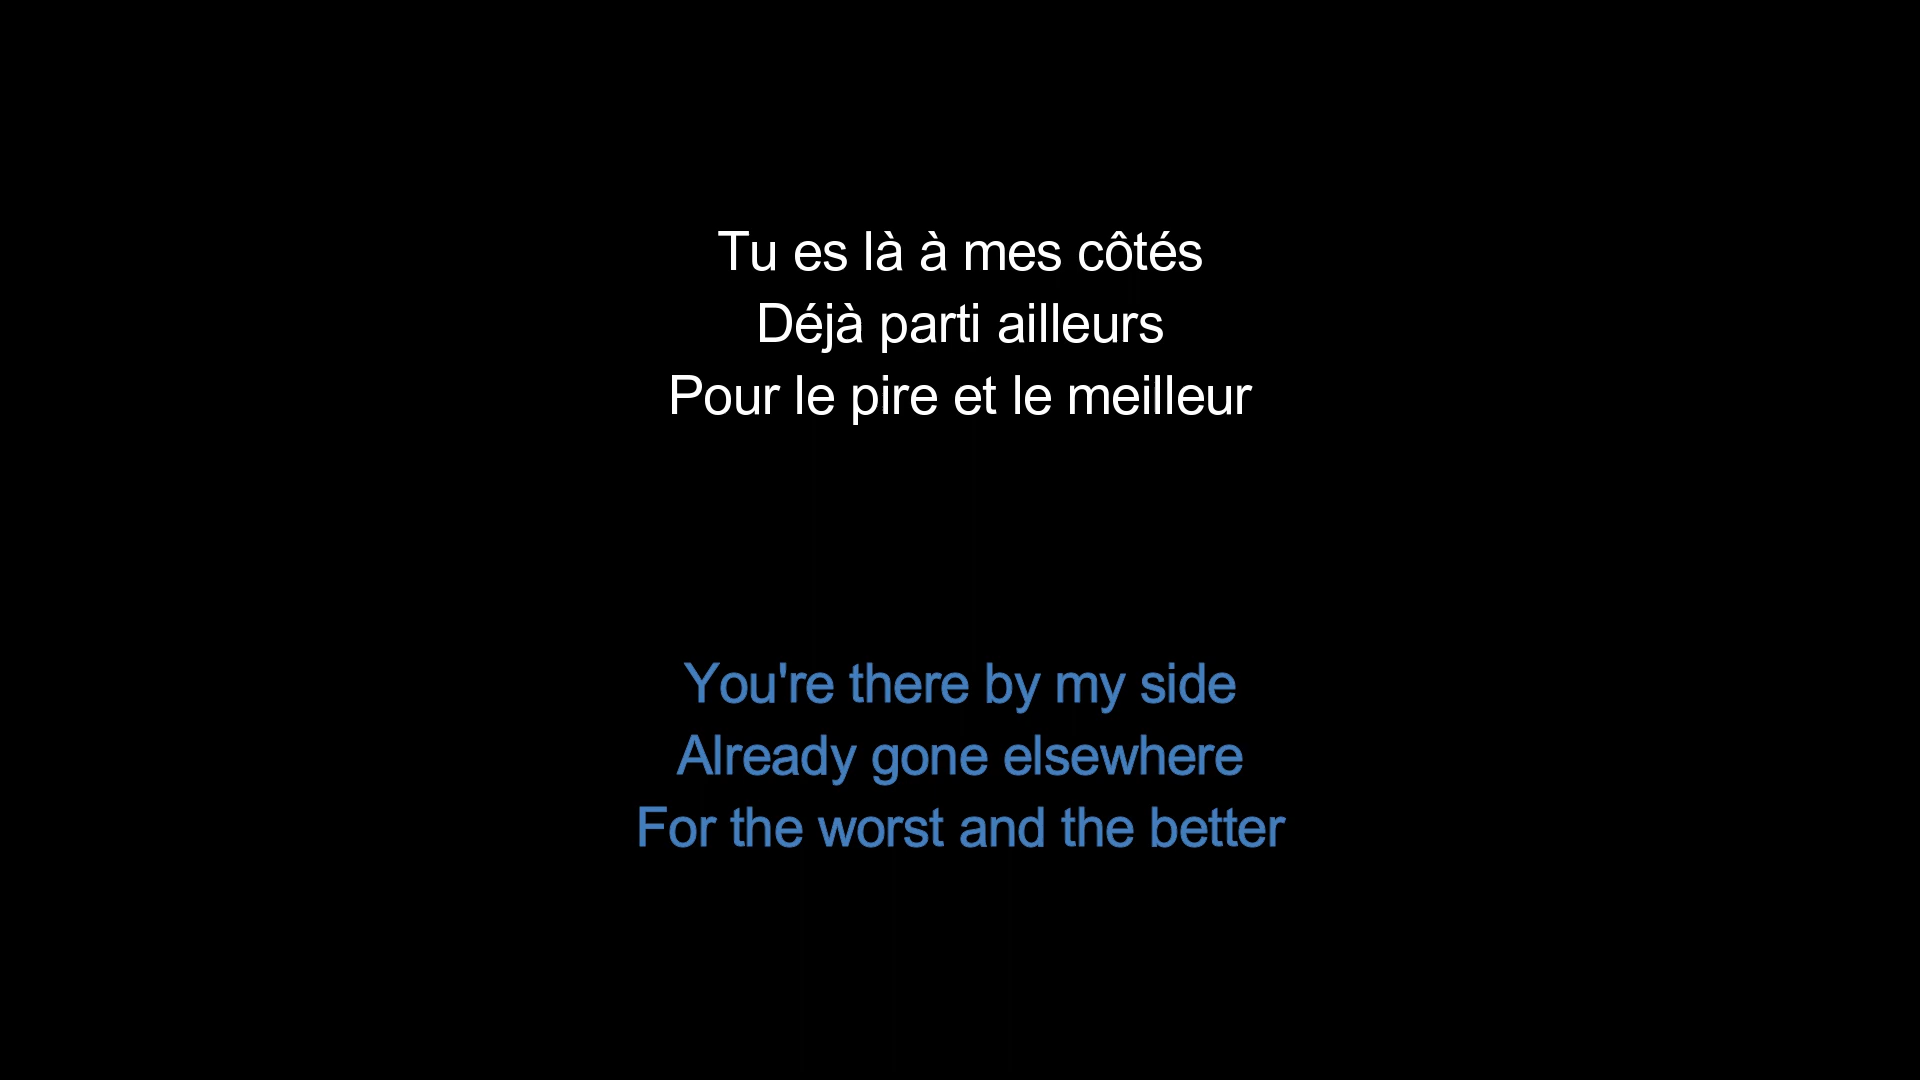 Tu es là à mes côtés
Déjà parti ailleurs
Pour le pire et le meilleur
You're there by my side
Already gone elsewhere
For the worst and the better